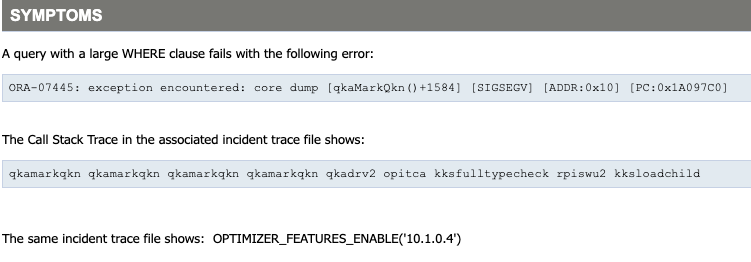 SYMPTOMS
A query with a large WHERE clause fails with the following error:
ORA-07445: exception encountered: core dump [qkaMarkQkn()+1584] [SIGSEGV] [ADDR:0x10] [PC:0x1A097C0]
The Call Stack Trace in the associated incident trace file shows:
qkamarkqkn qkamarkqkn qkamarkqkn qkamarkqkn qkadrv2 opitca kksfulltypecheck rpiswu2 kksloadchild
The same incident trace file shows:  OPTIMIZER_FEATURES_ENABLE('10.1.0.4')